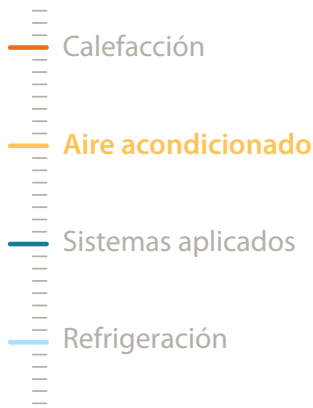 Calefacción
Aire acondicionado
Sistemas aplicados
Refrigeración